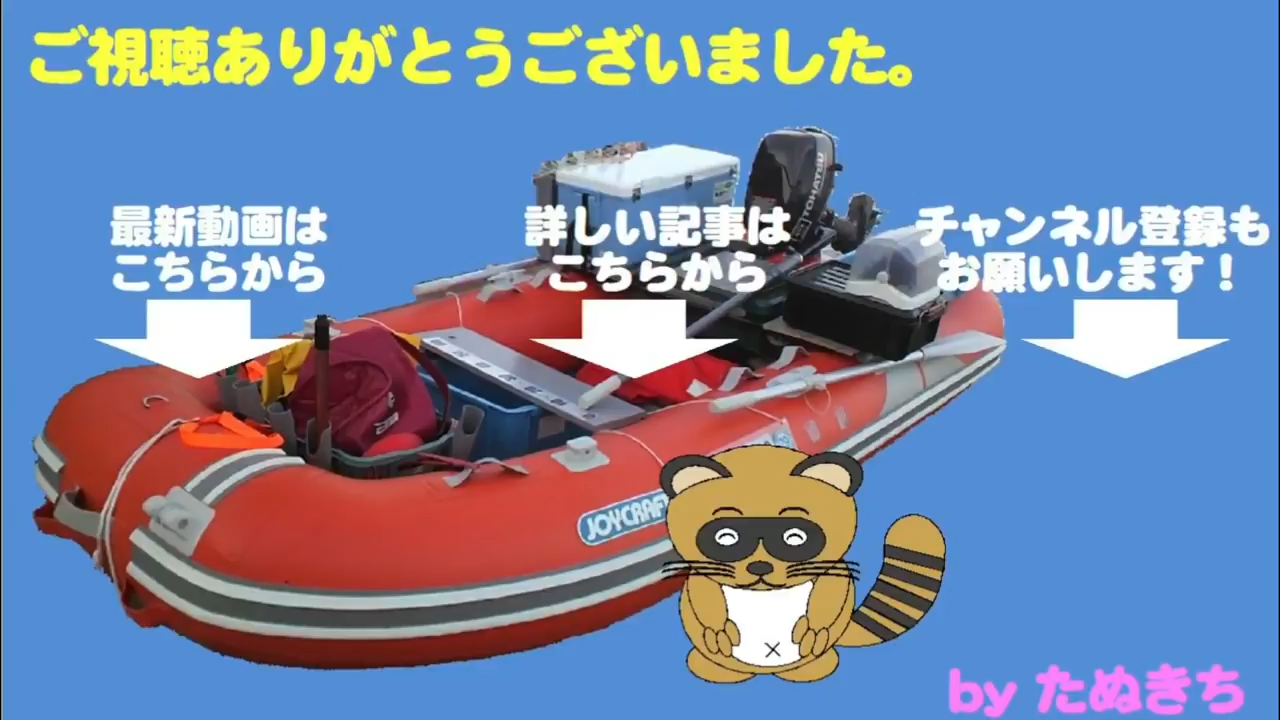 ご視聴ありがとうございました。
最新動画は
こちらから
詳しい記事は
こちらから
チャンネル登録も
お願いします！
TOHATSU
JOYCRAF
by たぬきち